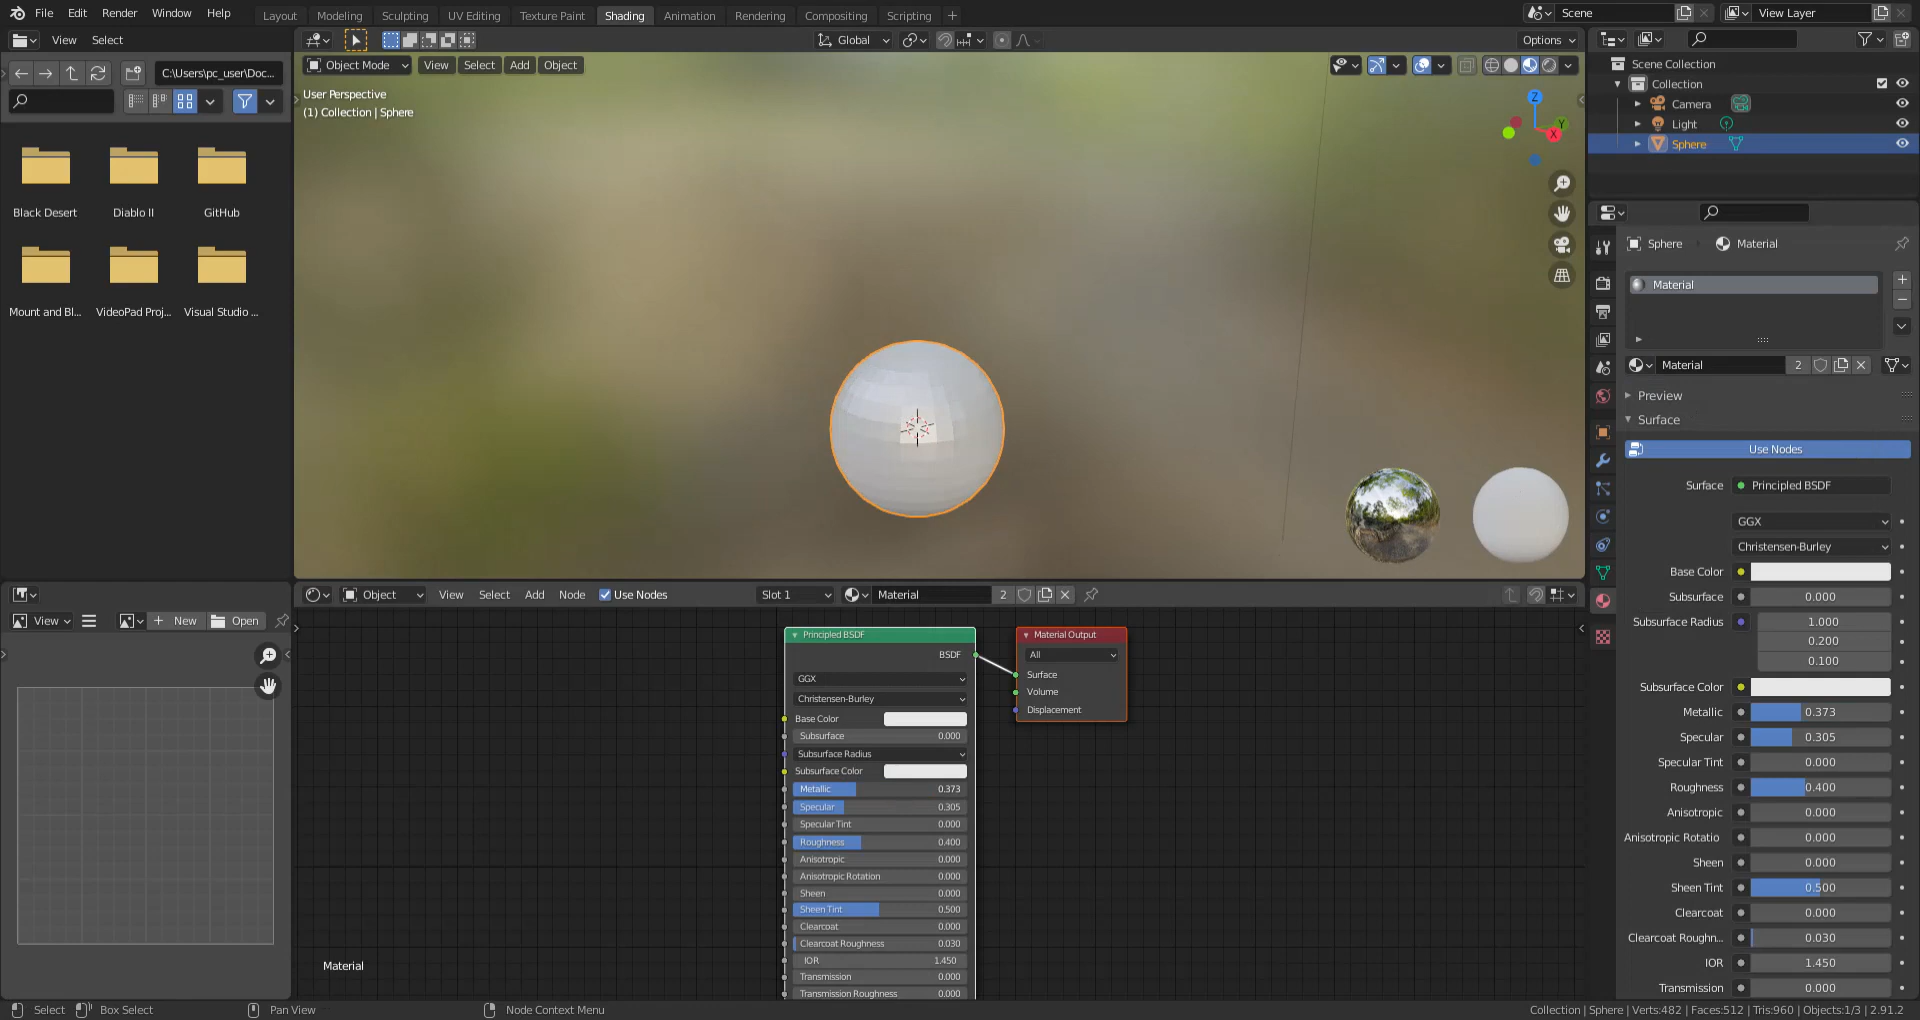 File Edit Render Window Help Layout Modeling Sculpting UV Editing Texture Paint Shading Animation Rendering Compositing Scripting + Scene View Layer
View Select Global Options
C:\Users\pc_user\Doc...
Object Mode View Select Add Object
User Perspective
(1) Collection | Sphere
Z
Y
X
Black Desert Diablo II GitHub
Mount and Bl... VideoPad Proj... Visual Studio ...
Scene Collection
Collection
Camera
Light
Sphere
Sphere Material
Material
Material 2
Preview
Surface
Use Nodes
Surface Principled BSDF
GGX
Christensen-Burley
Base Color
Subsurface 0.000
Subsurface Radius 1.000
0.200
0.100
Subsurface Color
Metallic 0.373
Specular 0.305
Specular Tint 0.000
Roughness 0.400
Anisotropic 0.000
Anisotropic Rotatio 0.000
Sheen 0.000
Sheen Tint 0.500
Clearcoat 0.000
Clearcoat Roughn... 0.030
IOR 1.450
Transmission 0.000
View + New Open
Object View Select Add Node Use Nodes Slot 1 Material 2
Principled BSDF
BSDF
GGX
Christensen-Burley
Base Color
Subsurface 0.000
Subsurface Radius
Subsurface Color
Metallic 0.373
Specular 0.305
Specular Tint 0.000
Roughness 0.400
Anisotropic 0.000
Anisotropic Rotation 0.000
Sheen 0.000
Sheen Tint 0.500
Clearcoat 0.000
Clearcoat Roughness 0.030
IOR 1.450
Transmission 0.000
Transmission Roughness 0.000
Material Output
All
Surface
Volume
Displacement
Material
Select Box Select Pan View Node Context Menu Collection | Sphere | Verts:482 | Faces:512 | Tris:960 | Objects:1/3 | 2.91.2